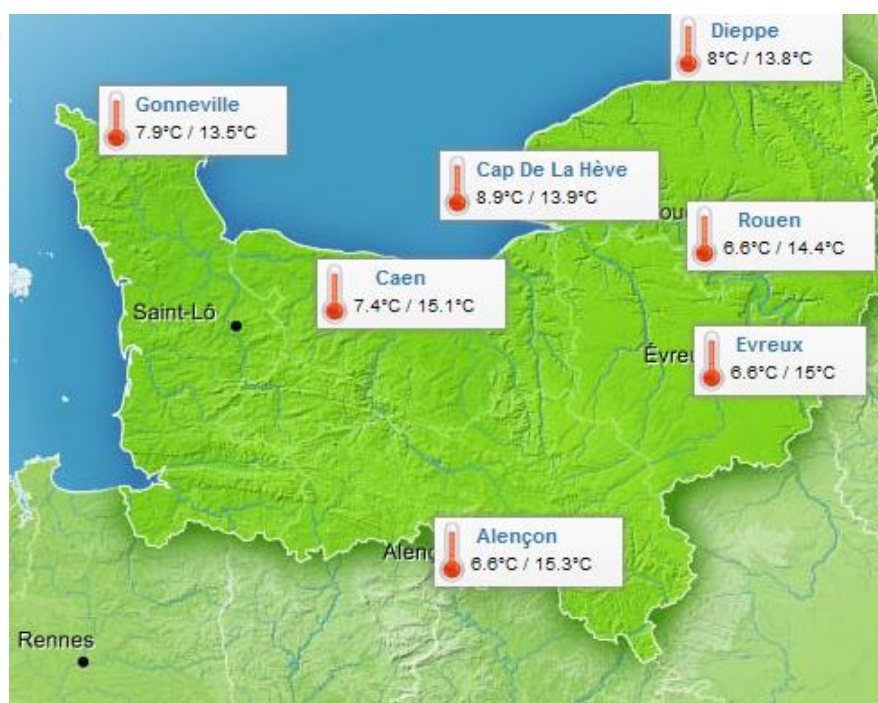 Dieppe
8°C / 13.8°C
Gonneville
7.9°C / 13.5°C
Cap De La Hève
8.9°C / 13.9°C
Rouen
6.6°C / 14.4°C
Caen
7.4°C / 15.1°C
Saint-Lô
Evreux
6.6°C / 15°C
Alençon
6.6°C / 15.3°C
Rennes